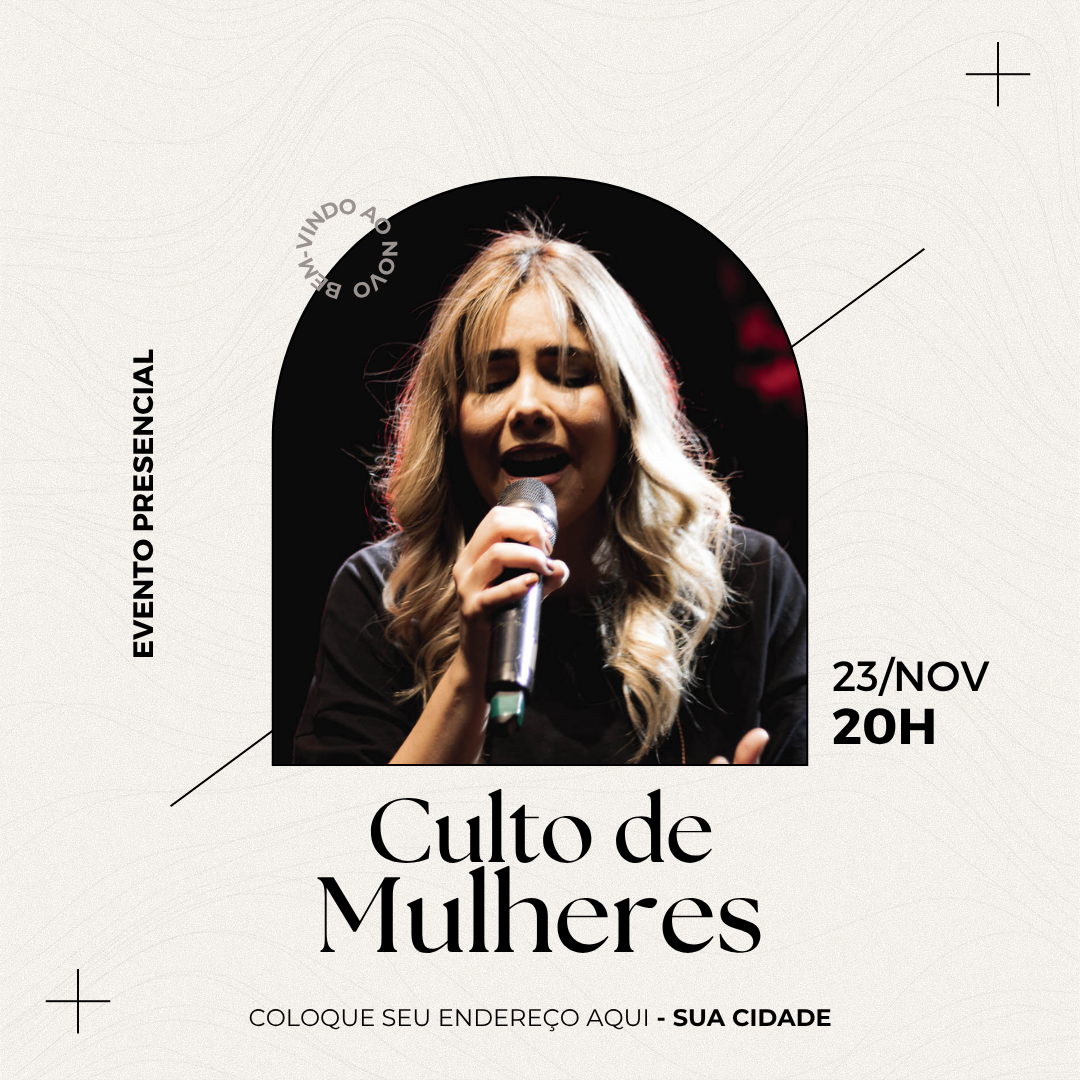 BEM-VINDO AO NOVO
EVENTO PRESENCIAL
23/NOV
20H
Culto de
Mulheres
COLOQUE SEU ENDEREÇO AQUI - SUA CIDADE